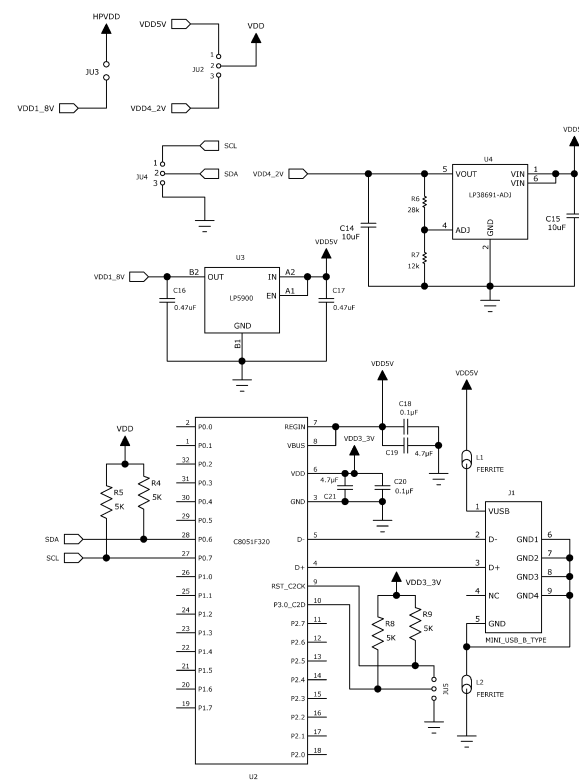 HPVDD
JU3
VDD1_8V
VDD5V
VDD
1
2
3
JU2
VDD4_2V
SCL
1
2
3
JU4
SDA
VDD4_2V
VDD5
U4
5
VOUT
VIN
1
VIN
6
LP38691-ADJ
4
ADJ
GND
2
R6
28k
R7
12k
C14
10uF
C15
10uF
U3
VDD5V
VDD1_8V
B2
OUT
IN
A2
EN
A1
LP5900
GND
B1
C16
0.47uF
C17
0.47uF
VDD5V
C18
0.1µF
C19
4.7µF
VDD3_3V
4.7µF
C21
C20
0.1µF
VDD5V
L1
FERRITE
J1
1
VUSB
2
D-
3
D+
4
NC
5
GND
GND1
6
GND2
7
GND3
8
GND4
9
MINI_USB_B_TYPE
L2
FERRITE
VDD
R5
5K
R4
5K
SDA
SCL
2
P0.0
1
P0.1
32
P0.2
31
P0.3
30
P0.4
29
P0.5
28
P0.6
27
P0.7
26
P1.0
25
P1.1
24
P1.2
23
P1.3
22
P1.4
21
P1.5
20
P1.6
19
P1.7
C8051F320
REGIN
7
VBUS
8
VDD
6
GND
3
D-
5
D+
4
RST_C2CK
9
P3.0_C2D
10
P2.7
11
P2.6
12
P2.5
13
P2.4
14
P2.3
15
P2.2
16
P2.1
17
P2.0
18
U2
VDD3_3V
R8
5K
R9
5K
JU5